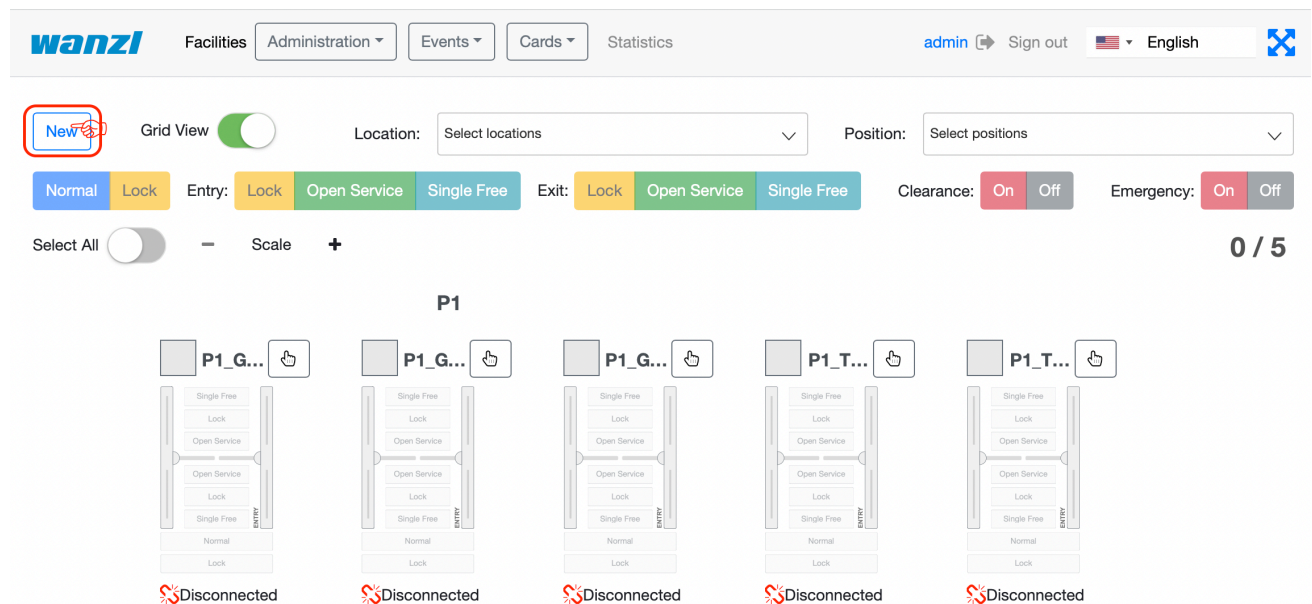 wanzl Facilities Administration Events Cards Statistics admin Sign out English
New Grid View Location: Select locations Position: Select positions
Normal Lock Entry: Lock Open Service Single Free Exit: Lock Open Service Single Free Clearance: On Off Emergency: On Off
Select All − Scale + 0 / 5
P1
P1_G... P1_G... P1_G... P1_T... P1_T...
Single Free Single Free Single Free Single Free Single Free
Lock Lock Lock Lock Lock
Open Service Open Service Open Service Open Service Open Service
Open Service Open Service Open Service Open Service Open Service
Lock Lock Lock Lock Lock
Single Free ENTRY Single Free ENTRY Single Free ENTRY Single Free ENTRY Single Free ENTRY
Normal Normal Normal Normal Normal
Lock Lock Lock Lock Lock
Disconnected Disconnected Disconnected Disconnected Disconnected